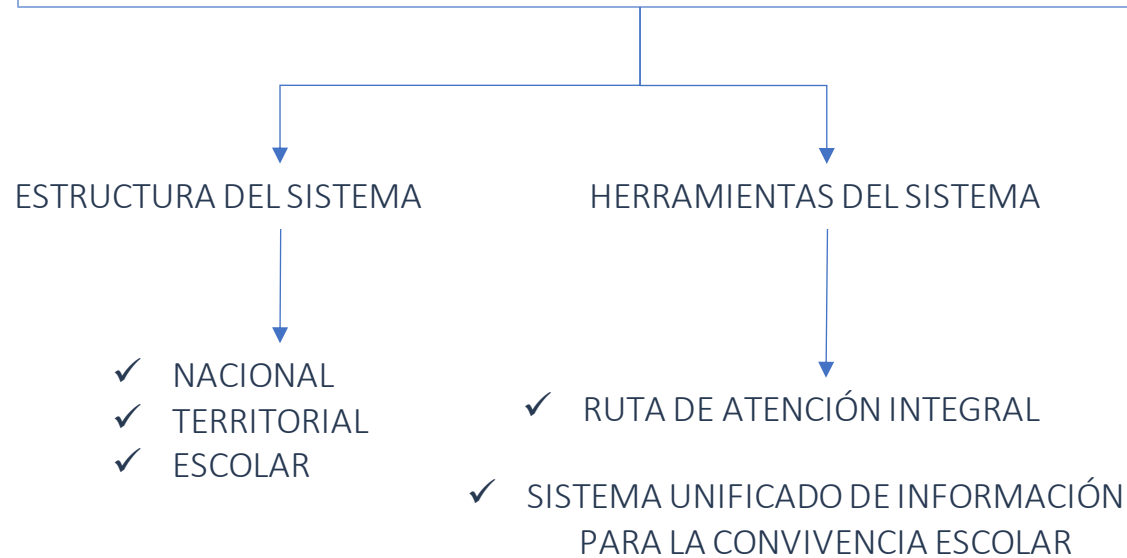 ESTRUCTURA DEL SISTEMA
HERRAMIENTAS DEL SISTEMA
✓ NACIONAL
✓ TERRITORIAL
✓ ESCOLAR
✓ RUTA DE ATENCIÓN INTEGRAL
✓ SISTEMA UNIFICADO DE INFORMACIÓN
PARA LA CONVIVENCIA ESCOLAR